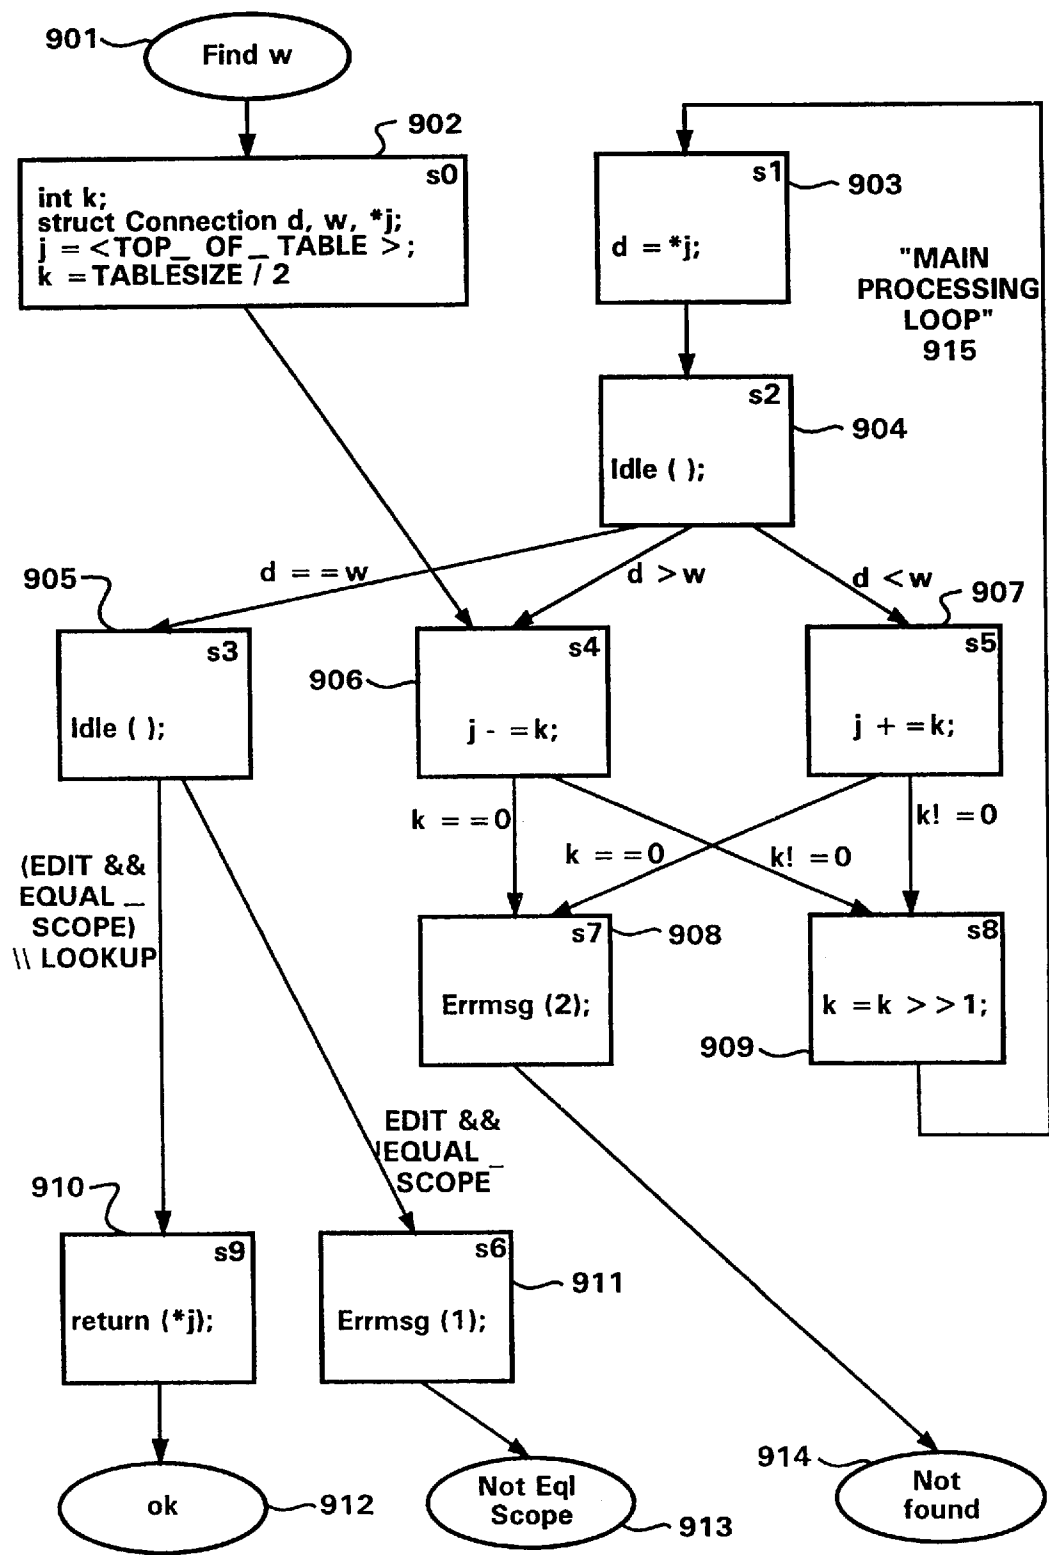 901
Find w
902
s0
int k;
struct Connection d, w, *j;
j = <TOP_ OF_ TABLE >;
k = TABLESIZE / 2
s1
903
d = *j;
"MAIN
PROCESSING
LOOP"
915
s2
904
Idle ( );
905
d = = w
d > w
d < w
907
s3
Idle ( );
906
s4
j - = k;
s5
j + = k;
k = = 0
k = = 0
k! = 0
k! = 0
(EDIT &&
EQUAL _
SCOPE)
\\ LOOKUP
s7
908
Errmsg (2);
s8
k = k > > 1;
909
EDIT &&
!EQUAL _
SCOPE
910
s9
return (*j);
s6
911
Errmsg (1);
ok
912
Not Eql
Scope
913
914
Not
found